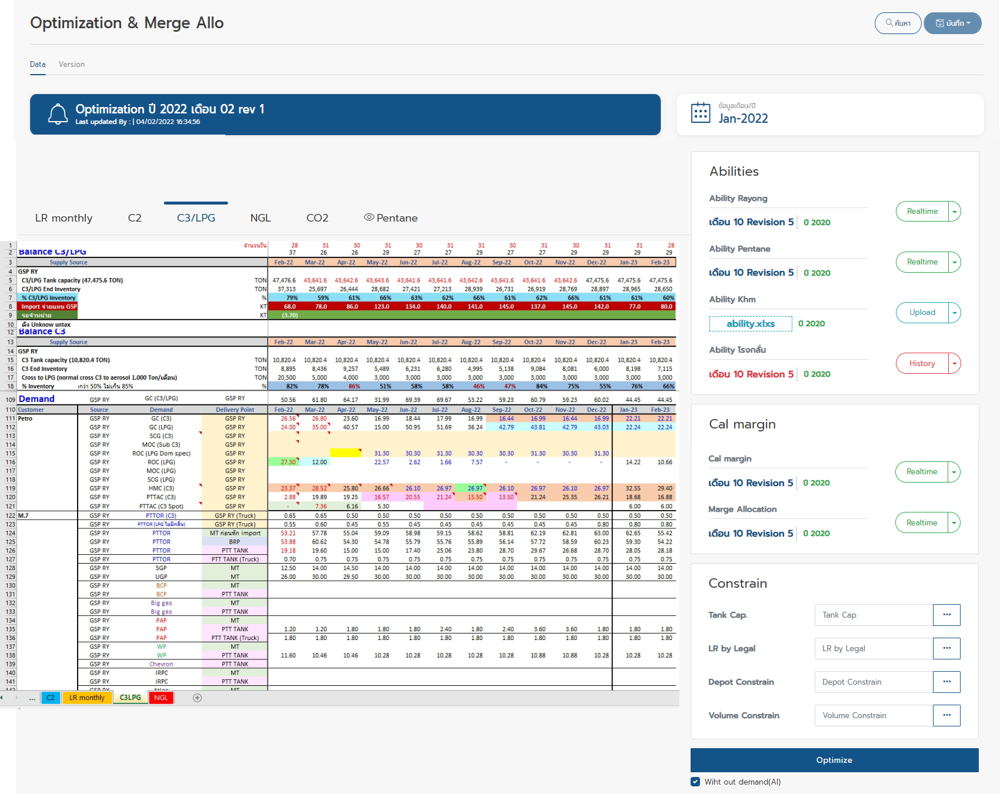 Optimization & Merge Allo
ค้นหา
บันทึก
Data Version
Optimization ปี 2022 เดือน 02 rev 1
Last updated By : | 04/02/2022 16:34:56
ข้อมูลเดือน/ปี
Jan-2022
LR monthly C2 C3/LPG NGL CO2 Pentane
1 จำนวนวัน 28 31 30 31 30 31 31 30 31 30 31 31 28
2 Balance C3/LPG 37 26 26 29 27 27 29 27 27 29 29 29 29
3 Supply Source Feb-22 Mar-22 Apr-22 May-22 Jun-22 Jul-22 Aug-22 Sep-22 Oct-22 Nov-22 Dec-22 Jan-23 Feb-23
4 GSP RY
5 C3/LPG Tank capacity (47,475.6 TON) TON 47,476.6 43,641.6 43,642.6 43,643.6 43,641.6 43,641.6 43,642.6 43,641.6 43,641.6 43,642.6 47,475.6 47,475.6 47,475.6
6 C3/LPG End Inventory TON 37,313 25,697 26,444 28,682 27,421 27,213 28,939 26,731 26,919 28,769 28,897 28,965 28,650
7 % C3/LPG Inventory % 79% 59% 61% 66% 63% 62% 66% 61% 62% 66% 61% 61% 60%
8 Import จ่ายแทน GSP KT 68.0 78.0 86.0 123.0 134.0 140.0 141.0 145.0 137.0 145.0 142.0 77.0 80.0
9 รอจำหน่าย KT (3.70)
10 ถัง Unknow untax
12 Balance C3
13 Supply Source Feb-22 Mar-22 Apr-22 May-22 Jun-22 Jul-22 Aug-22 Sep-22 Oct-22 Nov-22 Dec-22 Jan-23 Feb-23
14 GSP RY
15 C3 Tank capacity (10,820.4 TON) TON 10,820.4 10,820.4 10,820.4 10,820.4 10,820.4 10,820.4 10,820.4 10,820.4 10,820.4 10,820.4 10,820.4 10,820.4 10,820.4
16 C3 End Inventory TON 8,895 8,436 9,257 5,489 6,231 6,280 4,995 5,138 9,084 8,081 6,000 8,198 7,115
17 Cross to LPG (normal cross C3 to aerosol 1,000 Ton/เดือน) TON 20,500 5,000 4,000 3,000 3,000 3,000 3,000 3,000 3,000 3,000 3,000 3,000 3,000
18 % Inventory กว่า 50% ไม่เกิน 85% % 82% 78% 86% 51% 58% 58% 46% 47% 84% 75% 55% 76% 66%
109 Demand GSP RY GC (C3/LPG) GSP RY 50.56 61.80 64.17 31.99 69.39 69.67 53.22 59.23 60.79 59.23 60.02 44.45 44.45
110 Customer Source Demand Delivery Point Feb-22 Mar-22 Apr-22 May-22 Jun-22 Jul-22 Aug-22 Sep-22 Oct-22 Nov-22 Dec-22 Jan-23 Feb-23
111 Petro GSP RY GC (C3) GSP RY 26.56 26.80 23.60 16.99 18.44 17.99 16.99 16.44 16.99 16.44 16.99 22.21 22.21
112 GSP RY GC (LPG) GSP RY 24.00 35.00 40.57 15.00 50.95 51.69 36.24 42.79 43.81 42.79 43.03 22.24 22.24
113 GSP RY SCG (C3) GSP RY
114 GSP RY MOC (Sub C3) GSP RY
115 GSP RY ROC (LPG Dom spec) GSP RY 31.30 30.30 31.30 30.30 30.30 31.30 30.30 31.30
116 GSP RY ROC (LPG) GSP RY 27.30 12.00 22.57 2.62 1.66 7.57 - - - - 14.22 10.66
117 GSP RY MOC (LPG) GSP RY
118 GSP RY SCG (LPG) GSP RY
119 GSP RY HMC (C3) GSP RY 23.37 28.52 25.80 26.66 26.10 26.97 26.97 26.10 26.97 26.10 26.97 32.55 29.40
120 GSP RY PTTAC (C3) GSP RY 2.88 19.89 19.25 16.57 20.55 21.24 15.50 13.50 21.24 25.35 26.21 18.68 16.88
121 GSP RY PTTAC (C3 Spot) GSP RY - 7.36 6.16 5.30 6.00 6.00
122 M.7 GSP RY PTTOR (C3) GSP RY (Truck) 0.65 0.65 0.50 0.50 0.50 0.50 0.50 0.50 0.50 0.50 0.50 0.50 0.50
123 GSP RY PTTOR (LPG ไม่มีกลิ่น) GSP RY (Truck) 0.55 0.60 0.45 0.55 0.45 0.45 0.45 0.45 0.45 0.45 0.80 0.80 0.80
124 GSP RY PTTOR MT ก่อนหัก import 53.21 57.78 55.04 59.09 58.98 59.15 58.62 58.81 62.19 62.81 63.00 62.65 55.42
125 GSP RY PTTOR BRP 53.88 60.62 54.30 54.78 55.79 55.76 55.89 56.14 57.72 58.59 60.23 59.30 54.22
126 GSP RY PTTOR PTT TANK 19.18 19.60 15.00 15.00 17.40 25.06 23.80 28.70 29.67 26.68 28.70 28.05 28.18
127 GSP RY PTTOR PTT TANK (Truck) 0.70 0.75 0.75 0.75 0.75 0.75 0.75 0.75 0.75 0.75 0.75 0.75 0.75
128 GSP RY SGP MT 12.50 14.00 14.50 14.00 14.00 14.00 14.00 14.00 14.00 14.00 14.00 14.00 14.00
129 GSP RY UGP MT 26.00 30.00 29.50 30.00 30.00 30.00 30.00 30.00 30.00 30.00 30.00 30.00 30.00
130 GSP RY BCP MT
131 GSP RY BCP PTT TANK
132 GSP RY Big gas MT
133 GSP RY Big gas PTT TANK
134 GSP RY PAP MT
135 GSP RY PAP PTT TANK 1.20 1.20 1.80 1.80 1.80 2.40 1.80 2.40 3.60 3.60 1.80 1.80 1.80
136 GSP RY PAP PTT TANK (Truck) 1.80 1.80 1.80 1.80 1.80 1.80 1.80 1.80 1.80 1.80 1.80 1.80 1.80
137 GSP RY WP MT
138 GSP RY WP PTT TANK 11.60 10.46 10.46 10.28 10.28 10.28 10.28 10.28 10.88 10.88 10.28 10.28 10.28
139 GSP RY Chevron PTT TANK
140 GSP RY IRPC MT
141 GSP RY IRPC PTT TANK
142 GSP RY Atlas MT
... C2 LR monthly C3LPG NGL
Abilities
Ability Rayong
เดือน 10 Revision 5 ปี 2020
Realtime
Ability Pentane
เดือน 10 Revision 5 ปี 2020
Realtime
Ability Khm
ability.xlxs ปี 2020
Upload
Ability โรงกลั่น
เดือน 10 Revision 5 ปี 2020
History
Cal margin
Cal margin
เดือน 10 Revision 5 ปี 2020
Realtime
Marge Allocation
เดือน 10 Revision 5 ปี 2020
Realtime
Constrain
Tank Cap. Tank Cap. ...
LR by Legal LR by Legal ...
Depot Constrain Depot Constrain ...
Volume Constrain Volume Constrain ...
Optimize
Wiht out demand(AI)